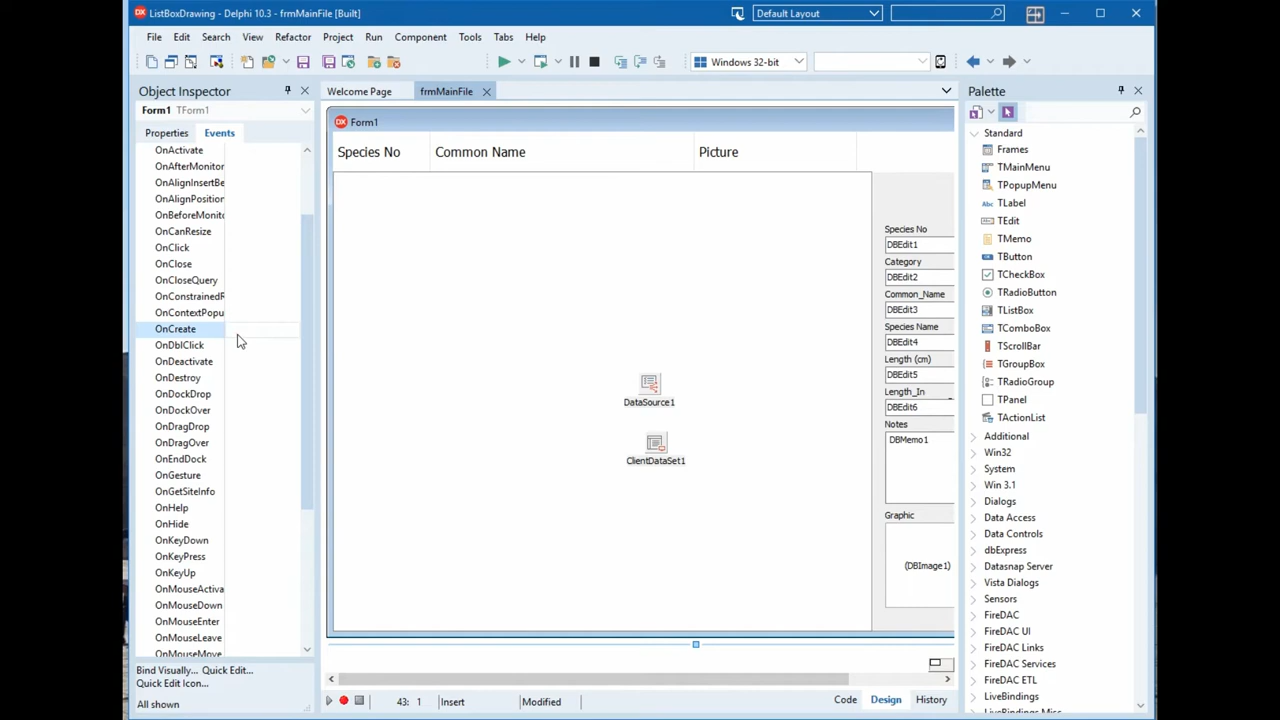 ListBoxDrawing - Delphi 10.3 - frmMainFile [Built]
Default Layout
File Edit Search View Refactor Project Run Component Tools Tabs Help
Windows 32-bit
Object Inspector
Form1 TForm1
Properties Events
OnActivate
OnAfterMonitor
OnAlignInsertBe
OnAlignPosition
OnBeforeMonito
OnCanResize
OnClick
OnClose
OnCloseQuery
OnConstrainedR
OnContextPopu
OnCreate
OnDblClick
OnDeactivate
OnDestroy
OnDockDrop
OnDockOver
OnDragDrop
OnDragOver
OnEndDock
OnGesture
OnGetSiteInfo
OnHelp
OnHide
OnKeyDown
OnKeyPress
OnKeyUp
OnMouseActiva
OnMouseDown
OnMouseEnter
OnMouseLeave
OnMouseMove
Bind Visually... Quick Edit...
Quick Edit Icon...
All shown
Welcome Page frmMainFile
Form1
Species No Common Name Picture
DataSource1
ClientDataSet1
Species No
DBEdit1
Category
DBEdit2
Common_Name
DBEdit3
Species Name
DBEdit4
Length (cm)
DBEdit5
Length_In
DBEdit6
Notes
DBMemo1
Graphic
(DBImage1)
43: 1 Insert Modified
Code Design History
Palette
Standard
Frames
TMainMenu
TPopupMenu
Abc TLabel
TEdit
TMemo
TButton
TCheckBox
TRadioButton
TListBox
TComboBox
TScrollBar
TGroupBox
TRadioGroup
TPanel
TActionList
Additional
Win32
System
Win 3.1
Dialogs
Data Access
Data Controls
dbExpress
Datasnap Server
Vista Dialogs
Sensors
FireDAC
FireDAC UI
FireDAC Links
FireDAC Services
FireDAC ETL
LiveBindings
LiveBindings Misc